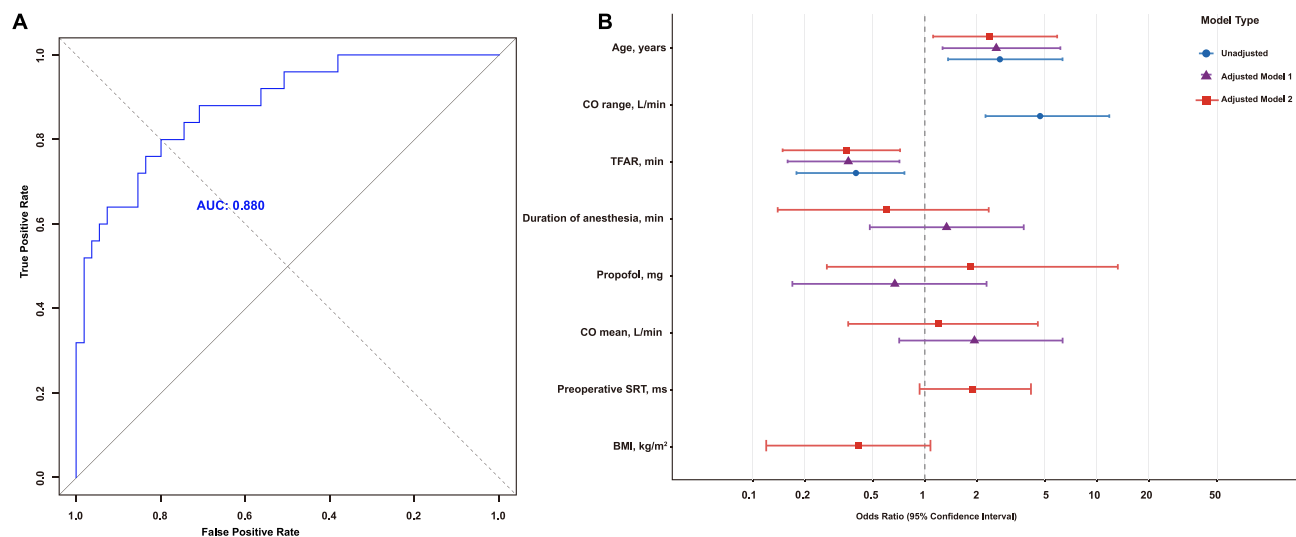 A
True Positive Rate
1.0
0.8
0.6
0.4
0.2
0.0
AUC: 0.880
1.0 0.8 0.6 0.4 0.2 1.0
False Positive Rate
B
Model Type
Unadjusted
Adjusted Model 1
Adjusted Model 2
Age, years
CO range, L/min
TFAR, min
Duration of anesthesia, min
Propofol, mg
CO mean, L/min
Preoperative SRT, ms
BMI, kg/m²
0.1 0.2 0.5 1 2 5 10 20 50
Odds Ratio (95% Confidence Interval)